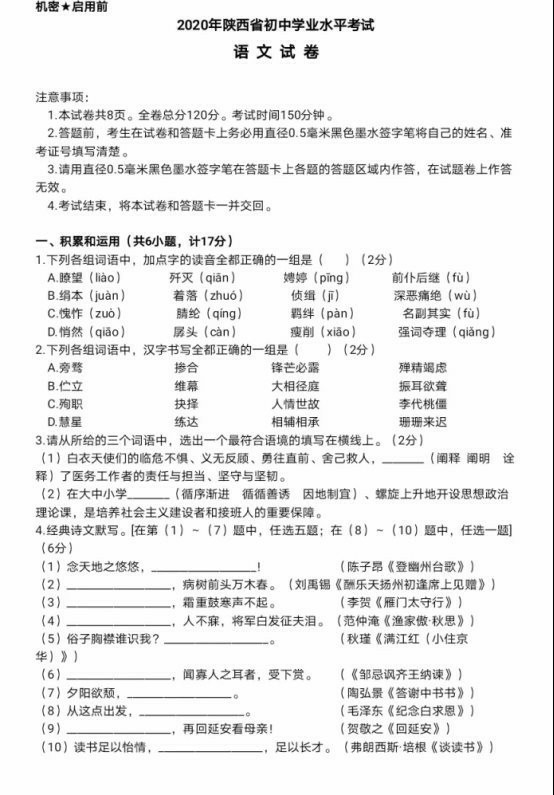 机密★启用前
2020年陕西省初中学业水平考试
语 文 试 卷
注意事项：
1.本试卷共8页。全卷总分120分。考试时间150分钟。
2.答题前，考生在试卷和答题卡上务必用直径0.5毫米黑色墨水签字笔将自己的姓名、准
考证号填写清楚。
3.请用直径0.5毫米黑色墨水签字笔在答题卡上各题的答题区域内作答，在试题卷上作答
无效。
4.考试结束，将本试卷和答题卡一并交回。
一、积累和运用（共6小题，计17分）
1.下列各组词语中，加点字的读音全都正确的一组是（ ）（2分）
A.瞭望（liào） 歼灭（qiān） 娉婷（pīng） 前仆后继（fù）
B.绢本（juàn） 着落（zhuó） 侦缉（jī） 深恶痛绝（wù）
C.愧怍（zuò） 腈纶（qíng） 羁绊（pàn） 名副其实（fù）
D.悄然（qiǎo） 孱头（càn） 瘦削（xiāo） 强词夺理（qiǎng）
2.下列各组词语中，汉字书写全都正确的一组是（ ）（2分）
A.旁骛 掺合 锋芒必露 殚精竭虑
B.伫立 维幕 大相径庭 振耳欲聋
C.殉职 抉择 人情世故 李代桃僵
D.慧星 练达 相辅相承 珊珊来迟
3.请从所给的三个词语中，选出一个最符合语境的填写在横线上。（2分）
（1）白衣天使们的临危不惧、义无反顾、勇往直前、舍己救人，_______（阐释 阐明 诠
释）了医务工作者的责任与担当、坚守与坚韧。
（2）在大中小学_______（循序渐进 循循善诱 因地制宜）、螺旋上升地开设思想政治
理论课，是培养社会主义建设者和接班人的重要保障。
4.经典诗文默写。[在第（1）~（7）题中，任选五题；在（8）~（10）题中，任选一题]
（6分）
（1）念天地之悠悠，_______________！ （陈子昂《登幽州台歌》）
（2）_______________，病树前头万木春。（刘禹锡《酬乐天扬州初逢席上见赠》）
（3）_______________，霜重鼓寒声不起。 （李贺《雁门太守行》）
（4）_______________，人不寐，将军白发征夫泪。（范仲淹《渔家傲·秋思》）
（5）俗子胸襟谁识我？_______________。 （秋瑾《满江红（小住京
华）》）
（6）_______________，闻寡人之耳者，受下赏。 （《邹忌讽齐王纳谏》）
（7）夕阳欲颓，_______________。 （陶弘景《答谢中书书》）
（8）从这点出发，_______________。 （毛泽东《纪念白求恩》）
（9）_______________，再回延安看母亲！ （贺敬之《回延安》）
（10）读书足以怡情，_______________，足以长才。（弗朗西斯·培根《谈读书》）